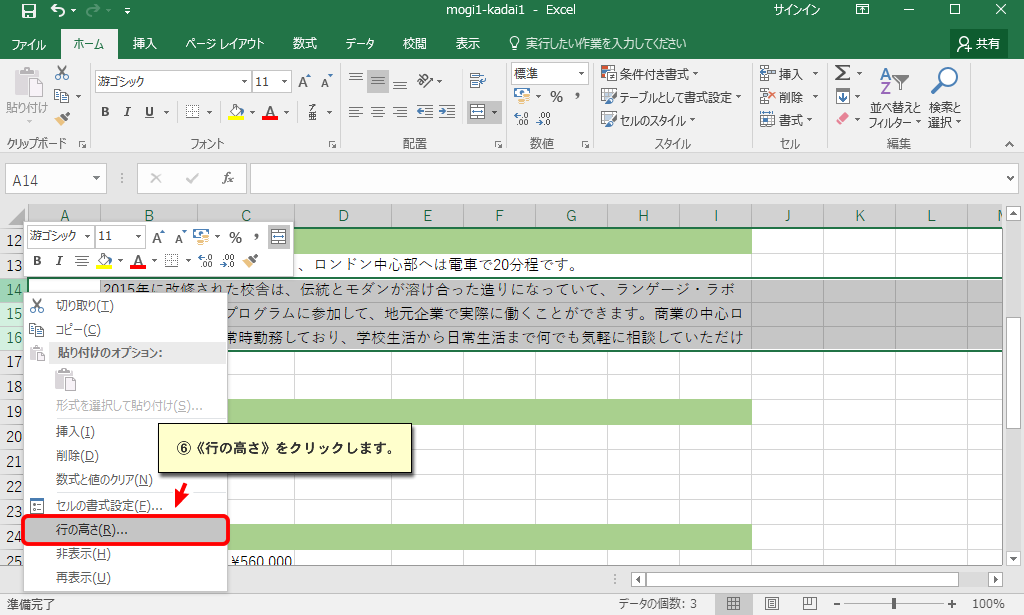 mogi1-kadai1 - Excel
サインイン
ファイル ホーム 挿入 ページ レイアウト 数式 データ 校閲 表示 実行したい作業を入力してください 共有
貼り付け
游ゴシック 11 A A
B I U A
標準
% ,
条件付き書式
テーブルとして書式設定
セルのスタイル
挿入
削除
書式
Σ
並べ替えと
フィルター
検索と
選択
クリップボード フォント 配置 数値 スタイル セル 編集
A14 fx
A B C D E F G H I J K L M
游ゴシック 11 A A % ,
B I A
12
13 、ロンドン中心部へは電車で20分程です。
14 2015年に改修された校舎は、伝統とモダンが溶け合った造りになっていて、ランゲージ・ラボ
15 プログラムに参加して、地元企業で実際に働くことができます。商業の中心ロ
16 常時勤務しており、学校生活から日常生活まで何でも気軽に相談していただけ
17
18
19
20
21
22
23
24
25 ¥560,000
切り取り(T)
コピー(C)
貼り付けのオプション:
形式を選択して貼り付け(S)...
挿入(I)
削除(D)
数式と値のクリア(N)
セルの書式設定(F)...
行の高さ(R)...
非表示(H)
再表示(U)
⑥《行の高さ》をクリックします。
準備完了 データの個数: 3 100%